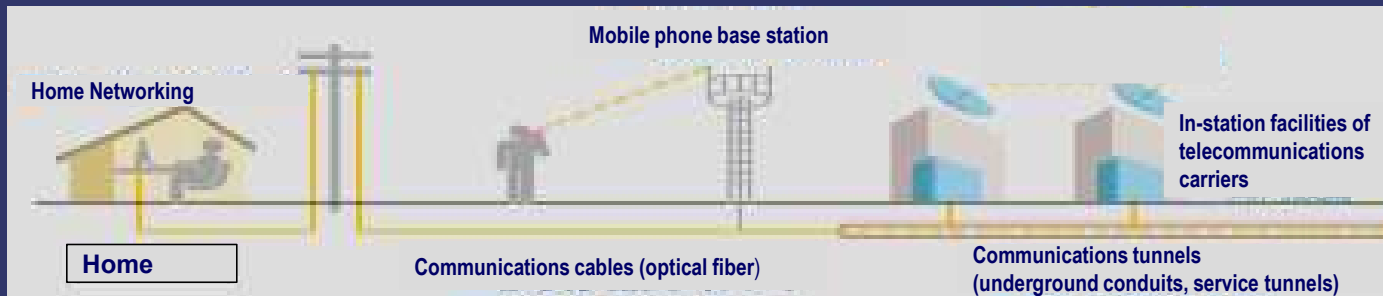 Mobile phone base station
Home Networking
In-station facilities of
telecommunications
carriers
Home
Communications cables (optical fiber)
Communications tunnels
(underground conduits, service tunnels)